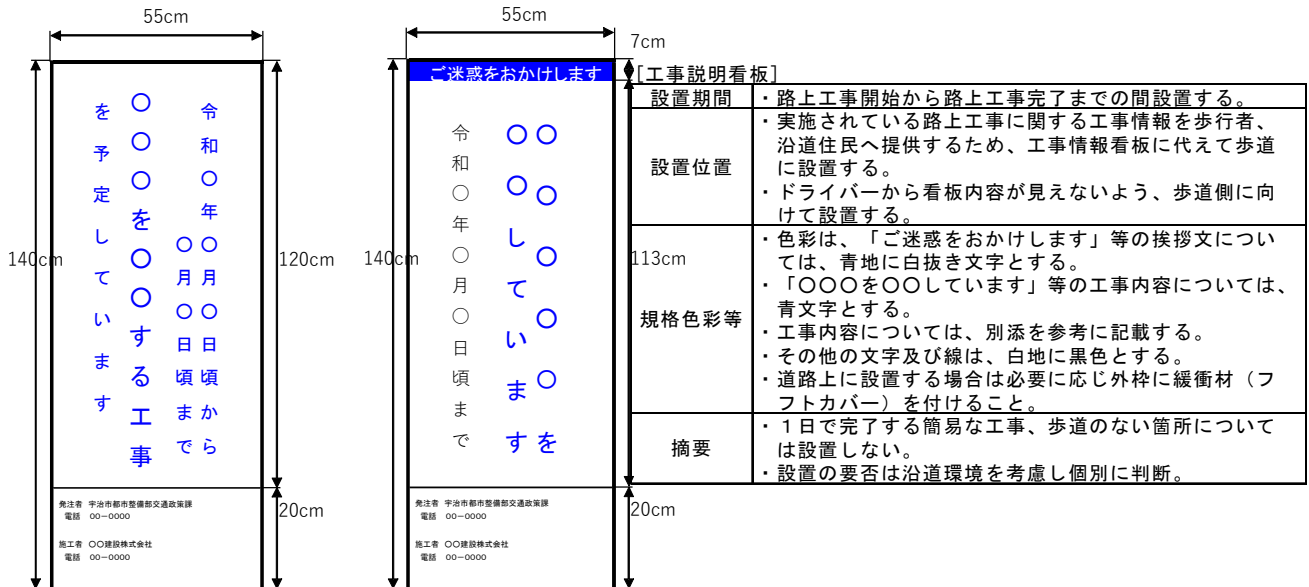 55cm
140cm
120cm
20cm
令和〇年〇月〇日頃から
〇月〇日頃まで
〇〇〇を〇〇する工事
を予定しています
発注者 宇治市都市整備部交通政策課
電話 00-0000
施工者 〇〇建設株式会社
電話 00-0000
55cm
7cm
140cm
113cm
20cm
ご迷惑をおかけします
〇〇〇〇〇を
〇〇しています
令和〇年〇月〇日頃まで
発注者 宇治市都市整備部交通政策課
電話 00-0000
施工者 〇〇建設株式会社
電話 00-0000
[工事説明看板]
設置期間
・路上工事開始から路上工事完了までの間設置する。
設置位置
・実施されている路上工事に関する工事情報を歩行者、
沿道住民へ提供するため、工事情報看板に代えて歩道
に設置する。
・ドライバーから看板内容が見えないよう、歩道側に向
けて設置する。
規格色彩等
・色彩は、「ご迷惑をおかけします」等の挨拶文につい
ては、青地に白抜き文字とする。
・「〇〇〇を〇〇しています」等の工事内容については、
青文字とする。
・工事内容については、別添を参考に記載する。
・その他の文字及び線は、白地に黒色とする。
・道路上に設置する場合は必要に応じ外枠に緩衝材（フ
フトカバー）を付けること。
摘要
・１日で完了する簡易な工事、歩道のない箇所について
は設置しない。
・設置の要否は沿道環境を考慮し個別に判断。